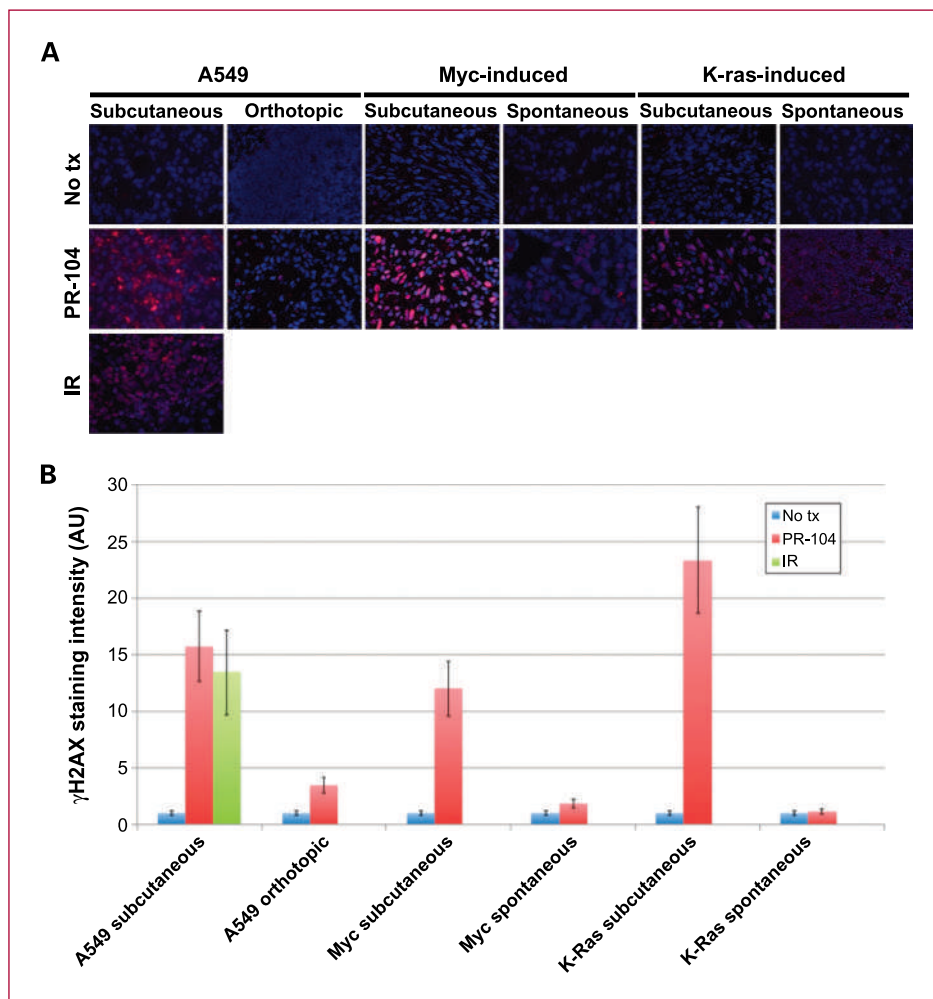 A
A549 Myc-induced K-ras-induced
Subcutaneous Orthotopic Subcutaneous Spontaneous Subcutaneous Spontaneous
No tx
PR-104
IR
B
γH2AX staining intensity (AU)
30
25
20
15
10
5
0
No tx
PR-104
IR
A549 subcutaneous
A549 orthotopic
Myc subcutaneous
Myc spontaneous
K-Ras subcutaneous
K-Ras spontaneous